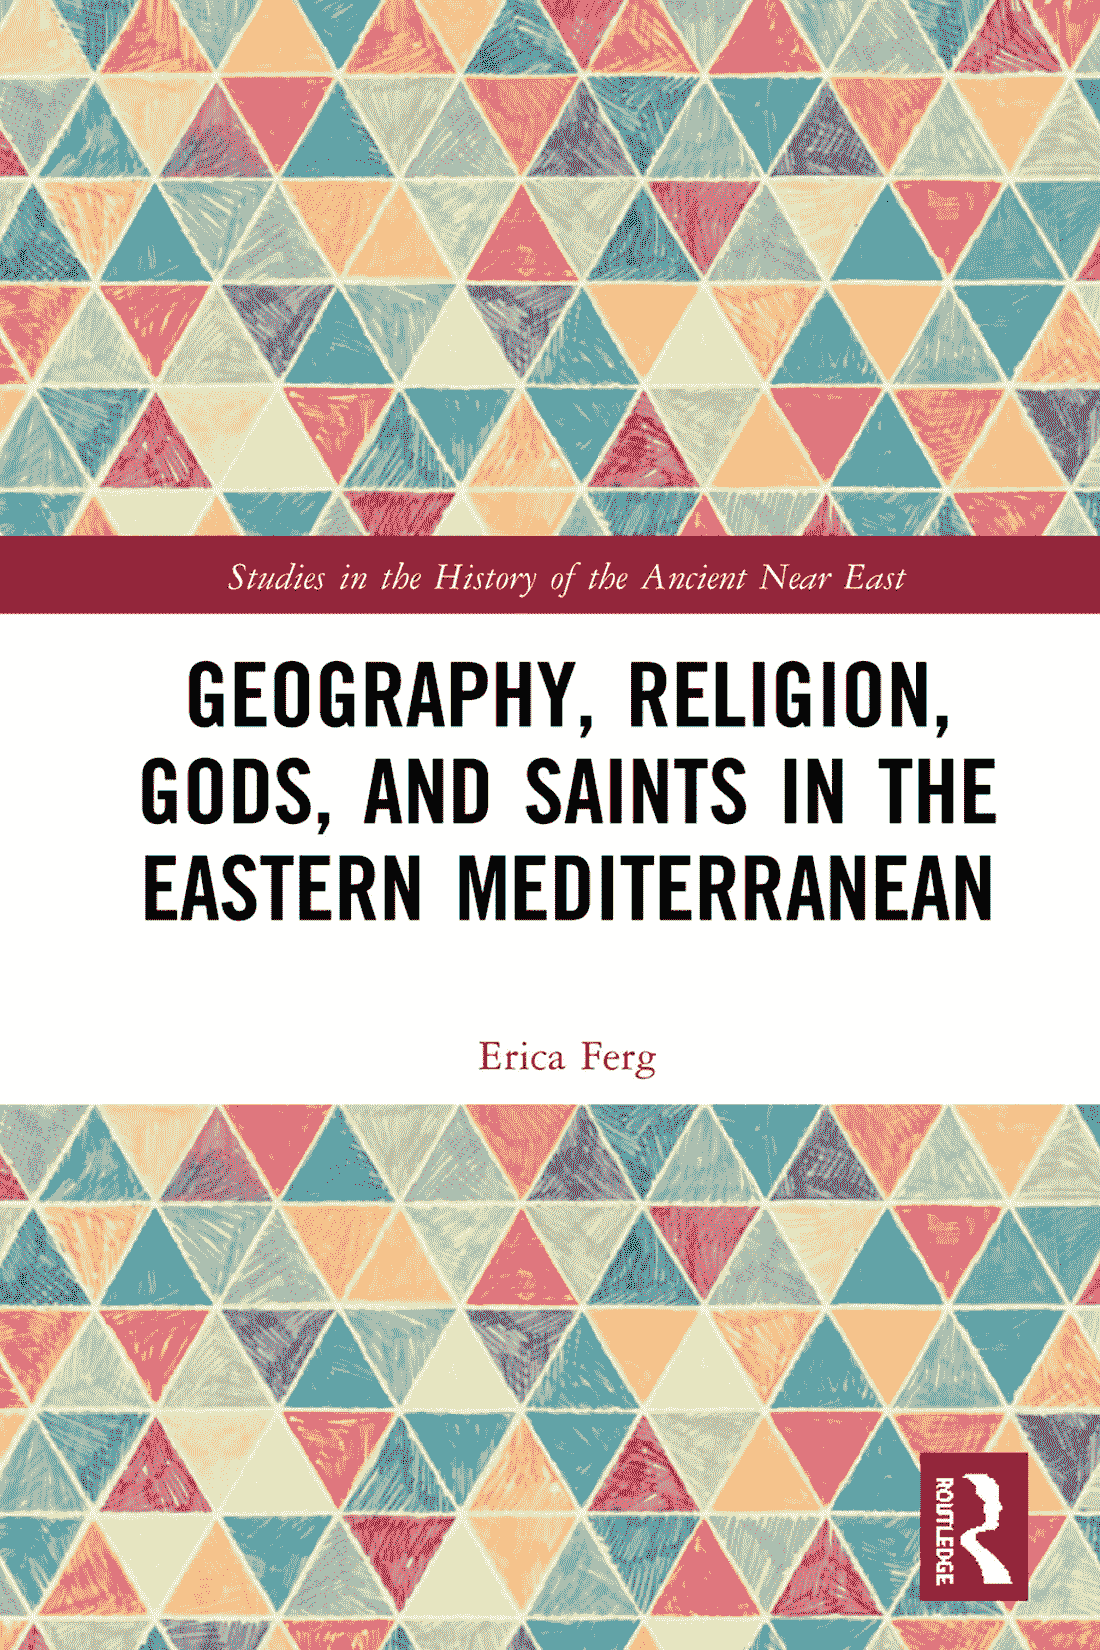 Studies in the History of the Ancient Near East
GEOGRAPHY, RELIGION,
GODS, AND SAINTS IN THE
EASTERN MEDITERRANEAN
Erica Ferg
ROUTLEDGE